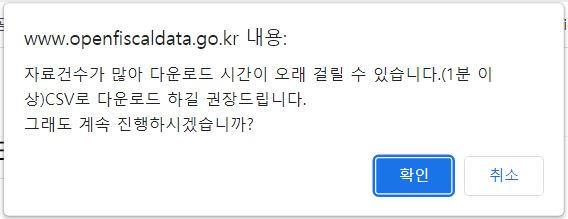 www.openfiscaldata.go.kr 내용:
자료건수가 많아 다운로드 시간이 오래 걸릴 수 있습니다.(1분 이
상)CSV로 다운로드 하길 권장드립니다.
그래도 계속 진행하시겠습니까?
확인 취소